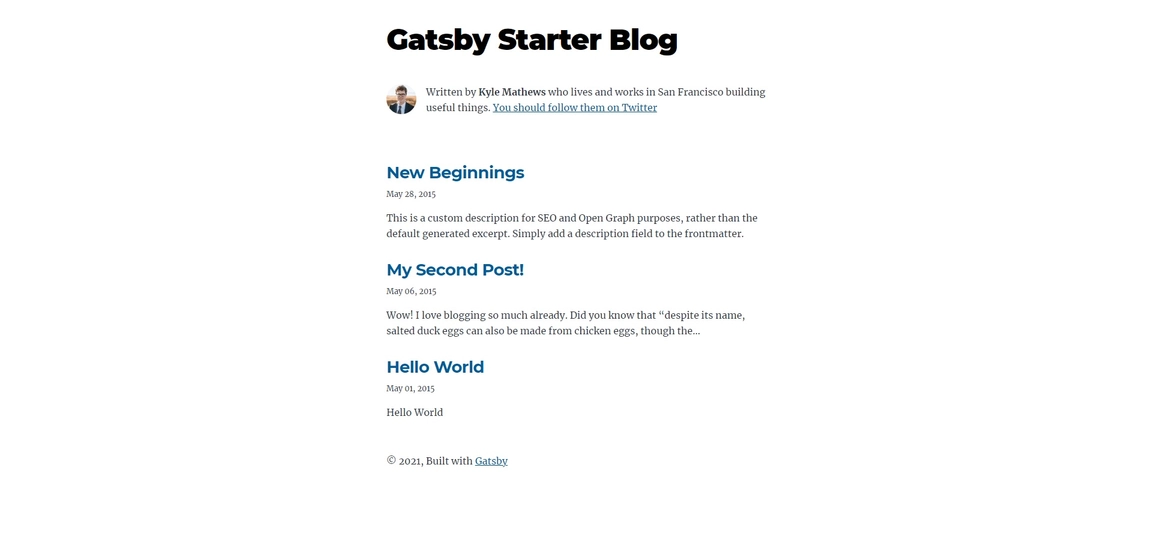 Gatsby Starter Blog
Written by Kyle Mathews who lives and works in San Francisco building
useful things. You should follow them on Twitter
New Beginnings
May 28, 2015
This is a custom description for SEO and Open Graph purposes, rather than the
default generated excerpt. Simply add a description field to the frontmatter.
My Second Post!
May 06, 2015
Wow! I love blogging so much already. Did you know that “despite its name,
salted duck eggs can also be made from chicken eggs, though the…
Hello World
May 01, 2015
Hello World
© 2021, Built with Gatsby